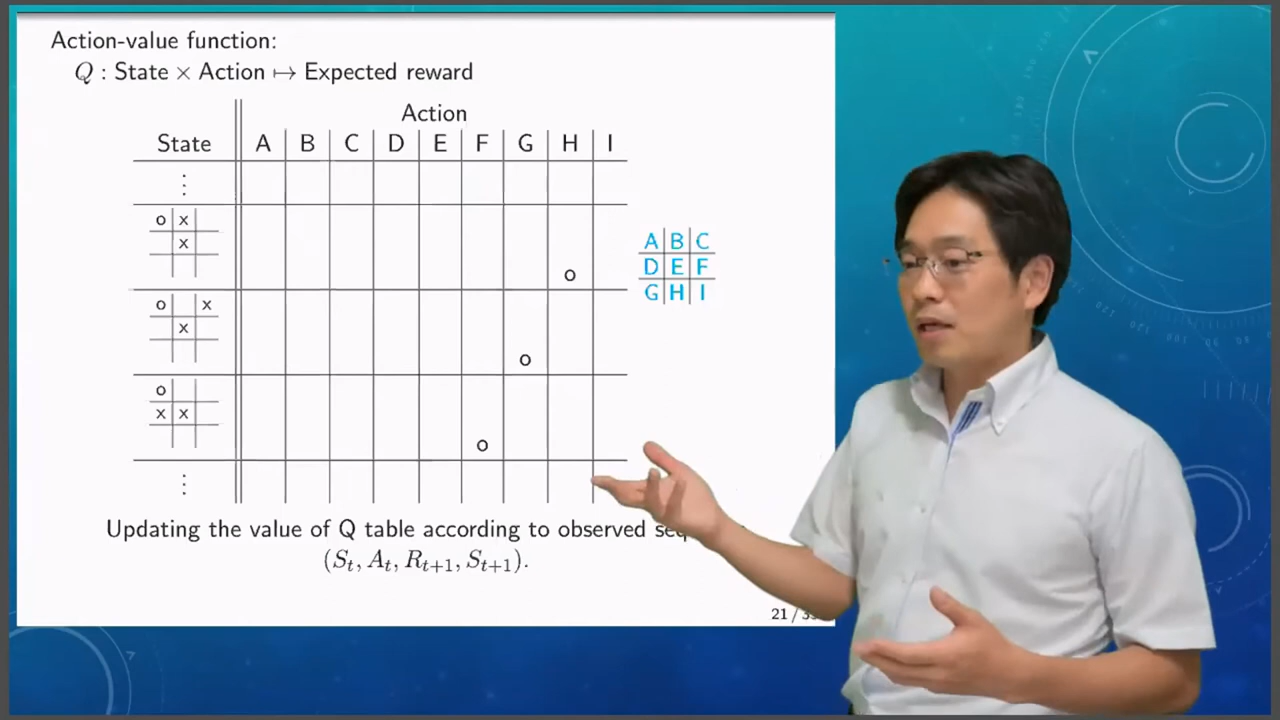 Action-value function:
Q : State × Action ↦ Expected reward
Action
State A B C D E F G H I
⋮
o x
x
o
o x
x
o
o
x x
o
⋮
A B C
D E F
G H I
Updating the value of Q table according to observed
(S_t, A_t, R_{t+1}, S_{t+1}).
21 /